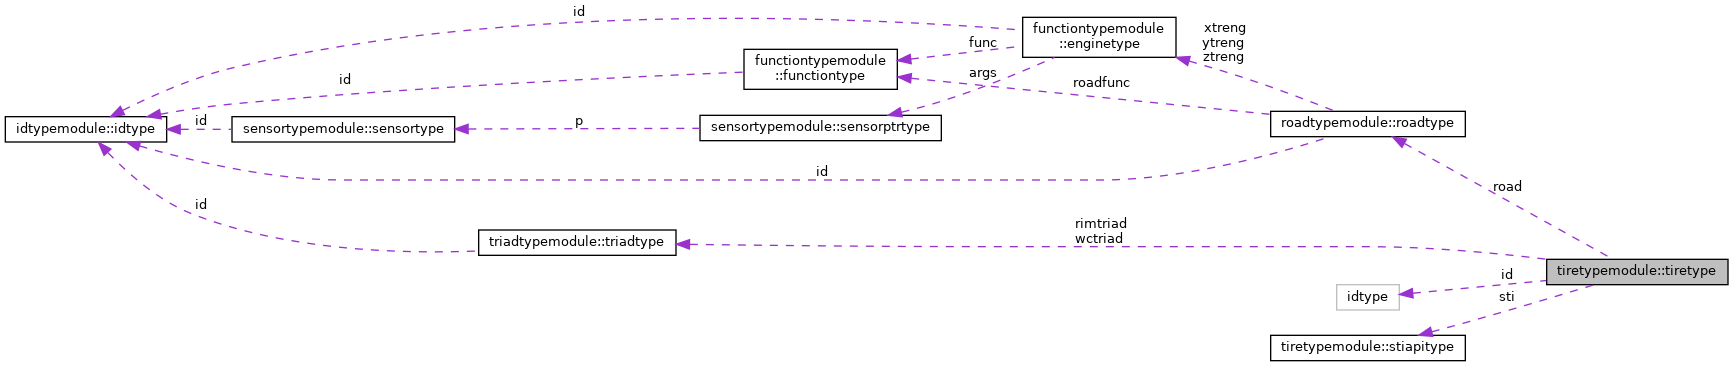 id
functiontypemodule
::enginetype
xtreng
ytreng
ztreng
func
functiontypemodule
::functiontype
id
args
roadfunc
idtypemodule::idtype
id
sensortypemodule::sensortype
p
sensortypemodule::sensorptrtype
roadtypemodule::roadtype
id
road
id
rimtriad
wctriad
triadtypemodule::triadtype
tiretypemodule::tiretype
id
idtype
sti
tiretypemodule::stiapitype